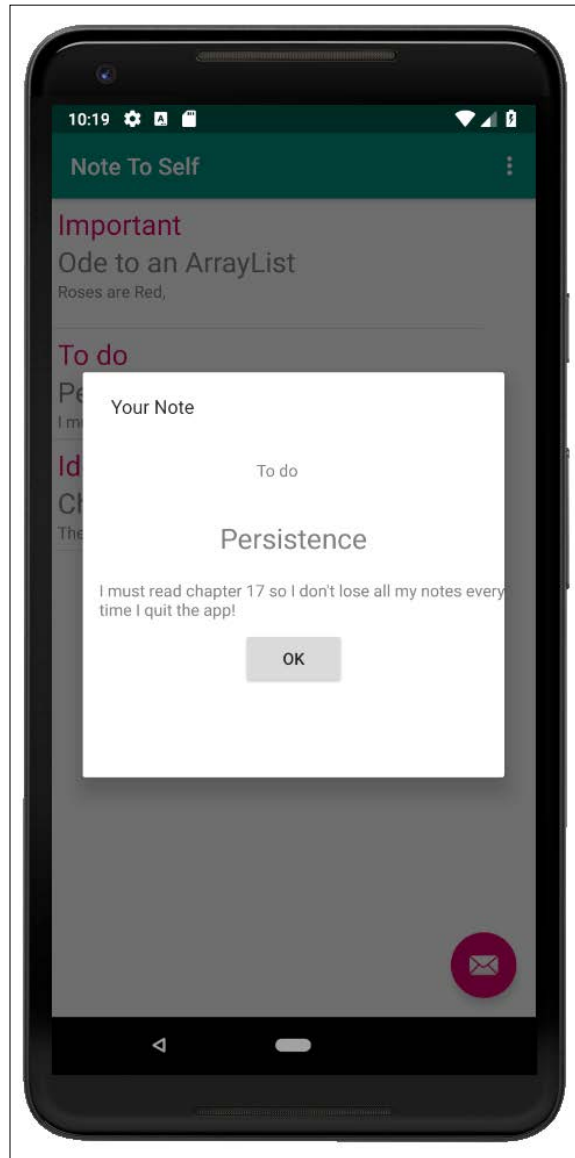 10:19
Note To Self
Important
Ode to an ArrayList
Roses are Red,
To do
Pe
I m
Id
Ch
The
Your Note
To do
Persistence
I must read chapter 17 so I don't lose all my notes every
time I quit the app!
OK